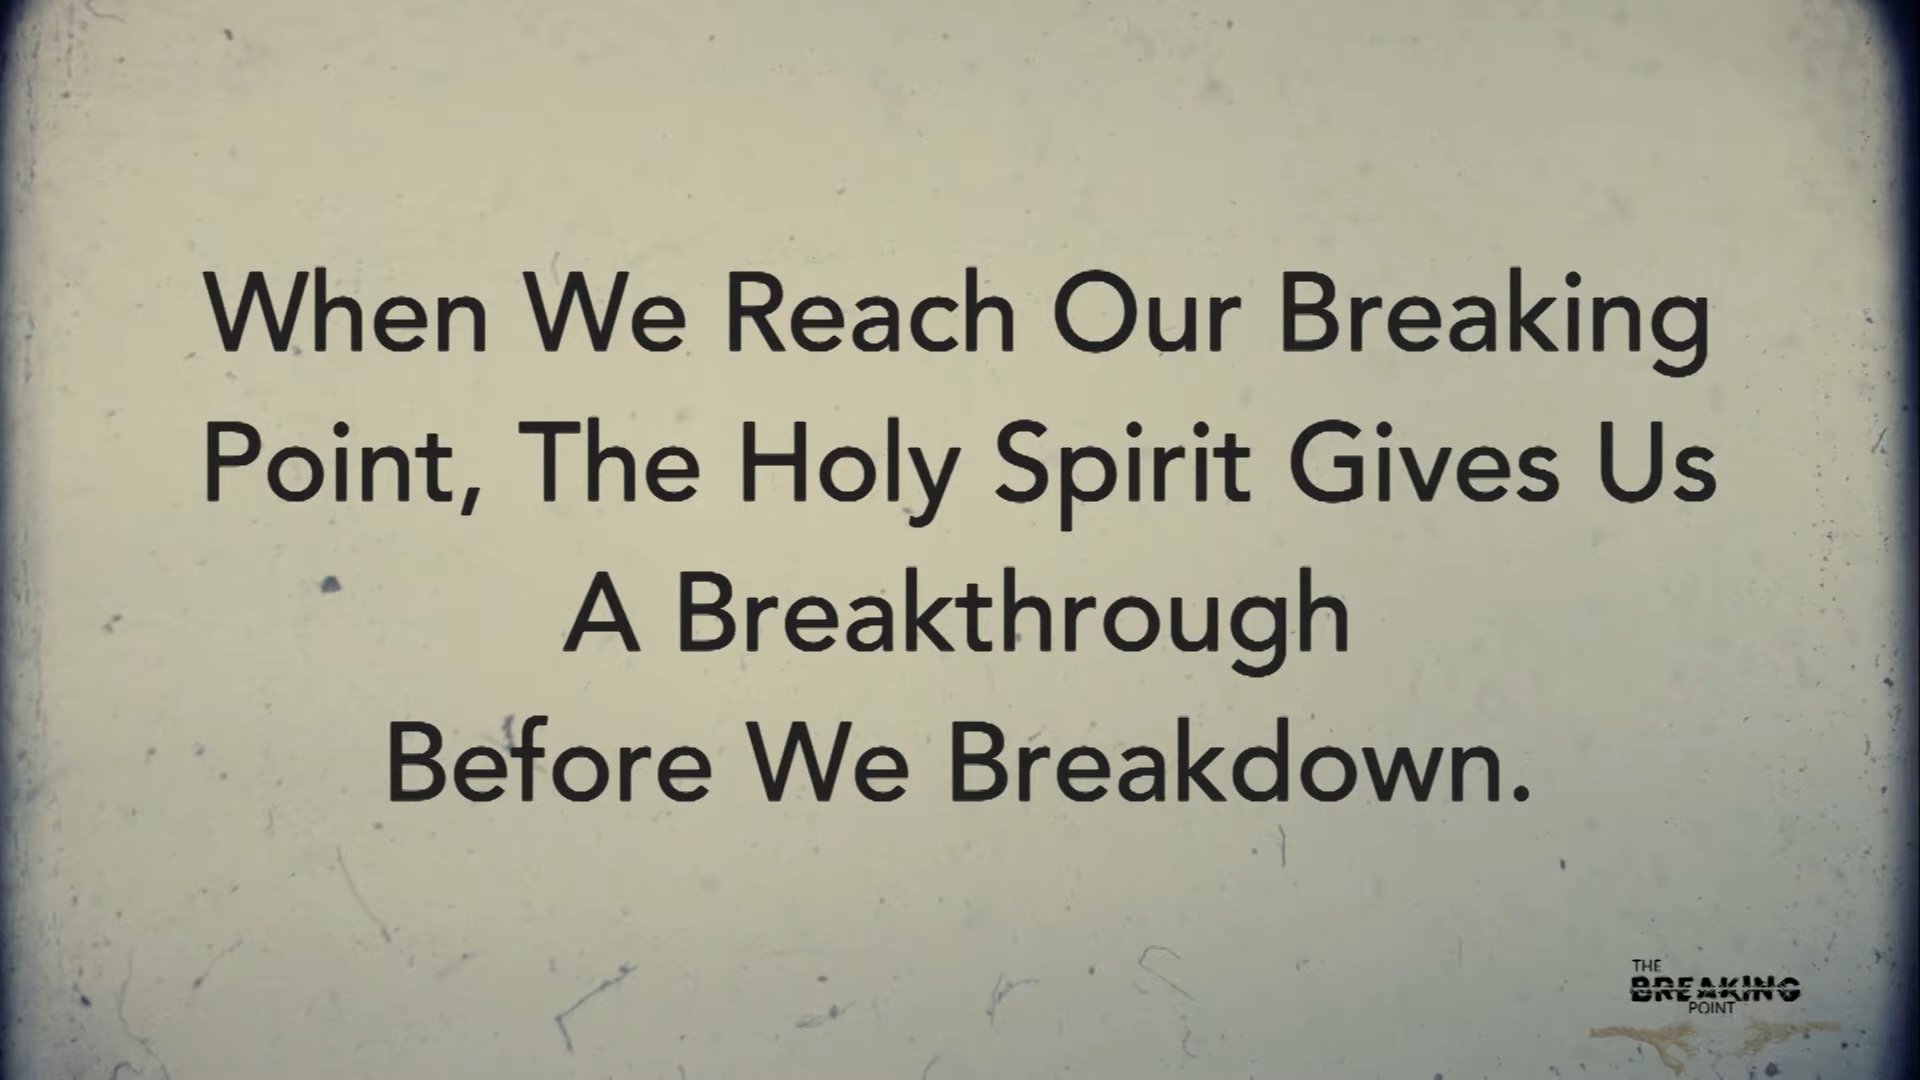 When We Reach Our Breaking
Point, The Holy Spirit Gives Us
A Breakthrough
Before We Breakdown.
THE
BREAKING
POINT